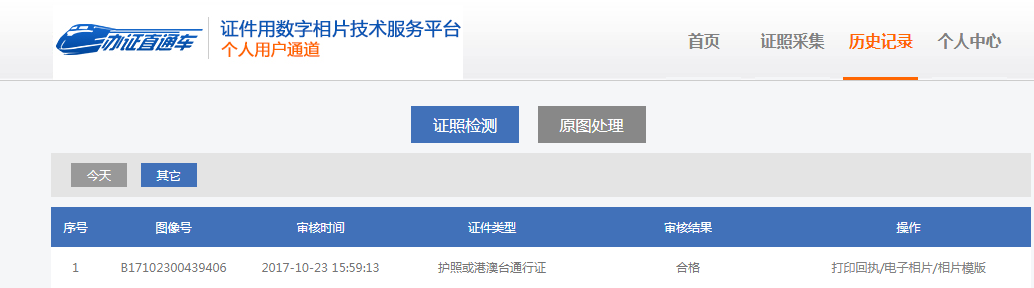 办证直通车
证件用数字相片技术服务平台
个人用户通道
首页 证照采集 历史记录 个人中心
证照检测 原图处理
今天 其它
序号 图像号 审核时间 证件类型 审核结果 操作
1 B17102300439406 2017-10-23 15:59:13 护照或港澳台通行证 合格 打印回执/电子相片/相片模版